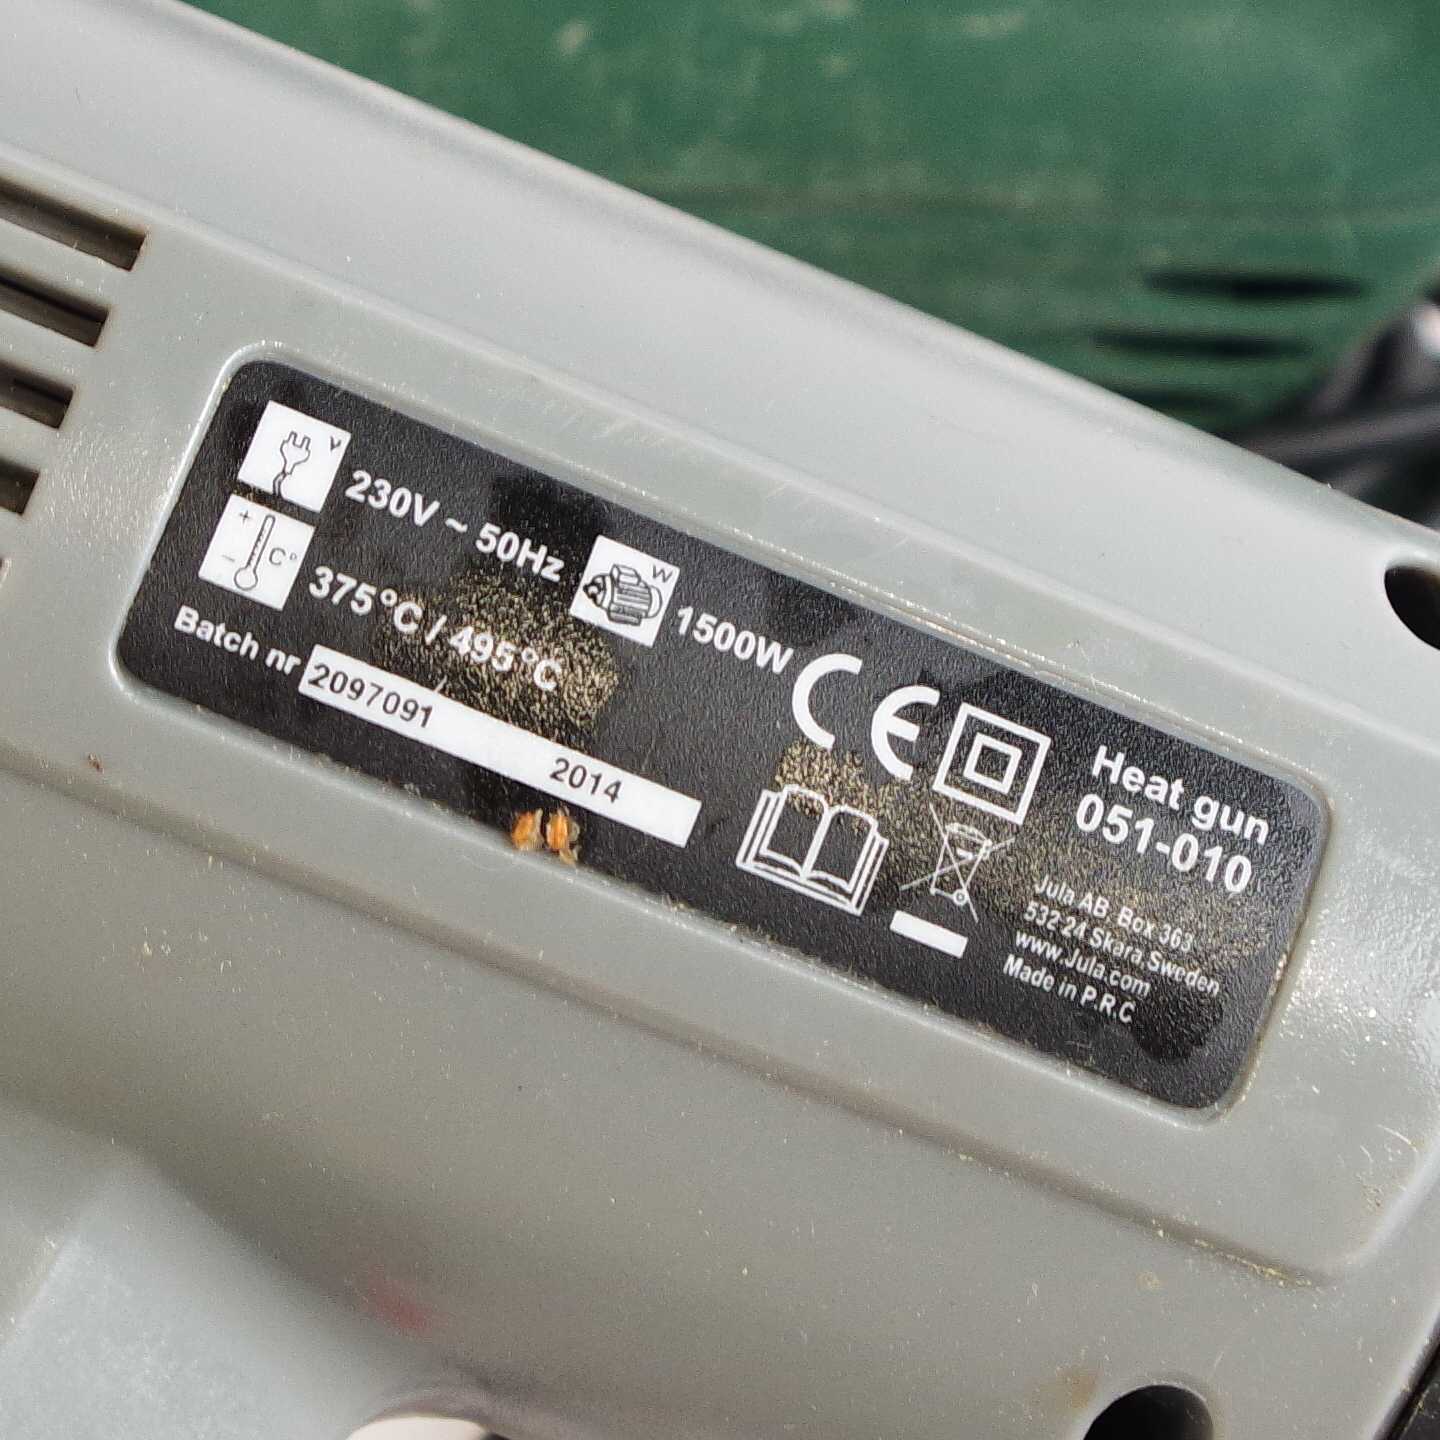 V
230V ~ 50Hz
W
1500W
+
-
C°
375°C / 495°C
Batch nr 2097091 2014
CE
Heat gun
051-010
Jula AB, Box 363
532 24 Skara, Sweden
www.Jula.com
Made in P.R.C